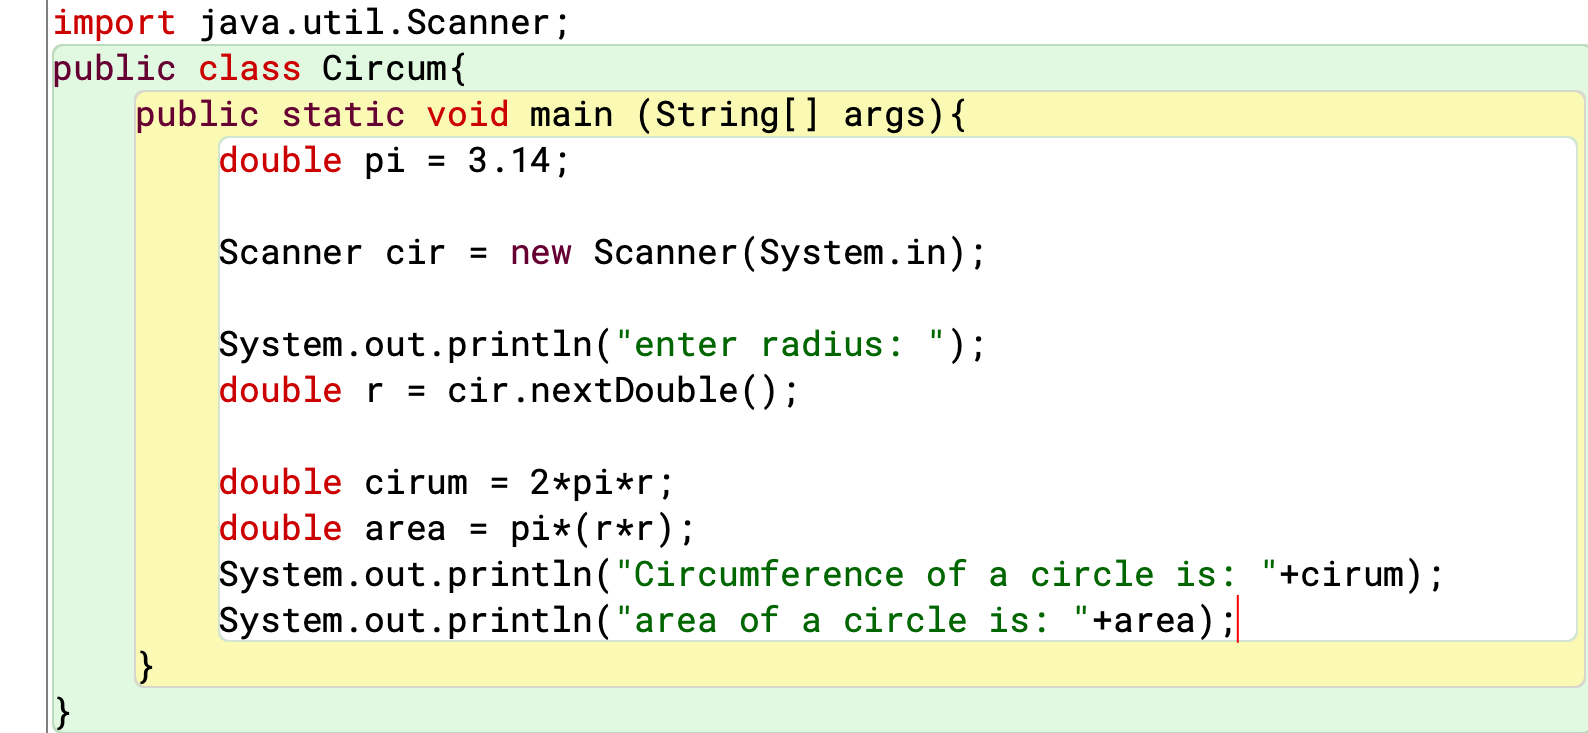 import java.util.Scanner;
public class Circum{
public static void main (String[] args){
double pi = 3.14;
Scanner cir = new Scanner(System.in);
System.out.println("enter radius: ");
double r = cir.nextDouble();
double cirum = 2*pi*r;
double area = pi*(r*r);
System.out.println("Circumference of a circle is: "+cirum);
System.out.println("area of a circle is: "+area);
}
}